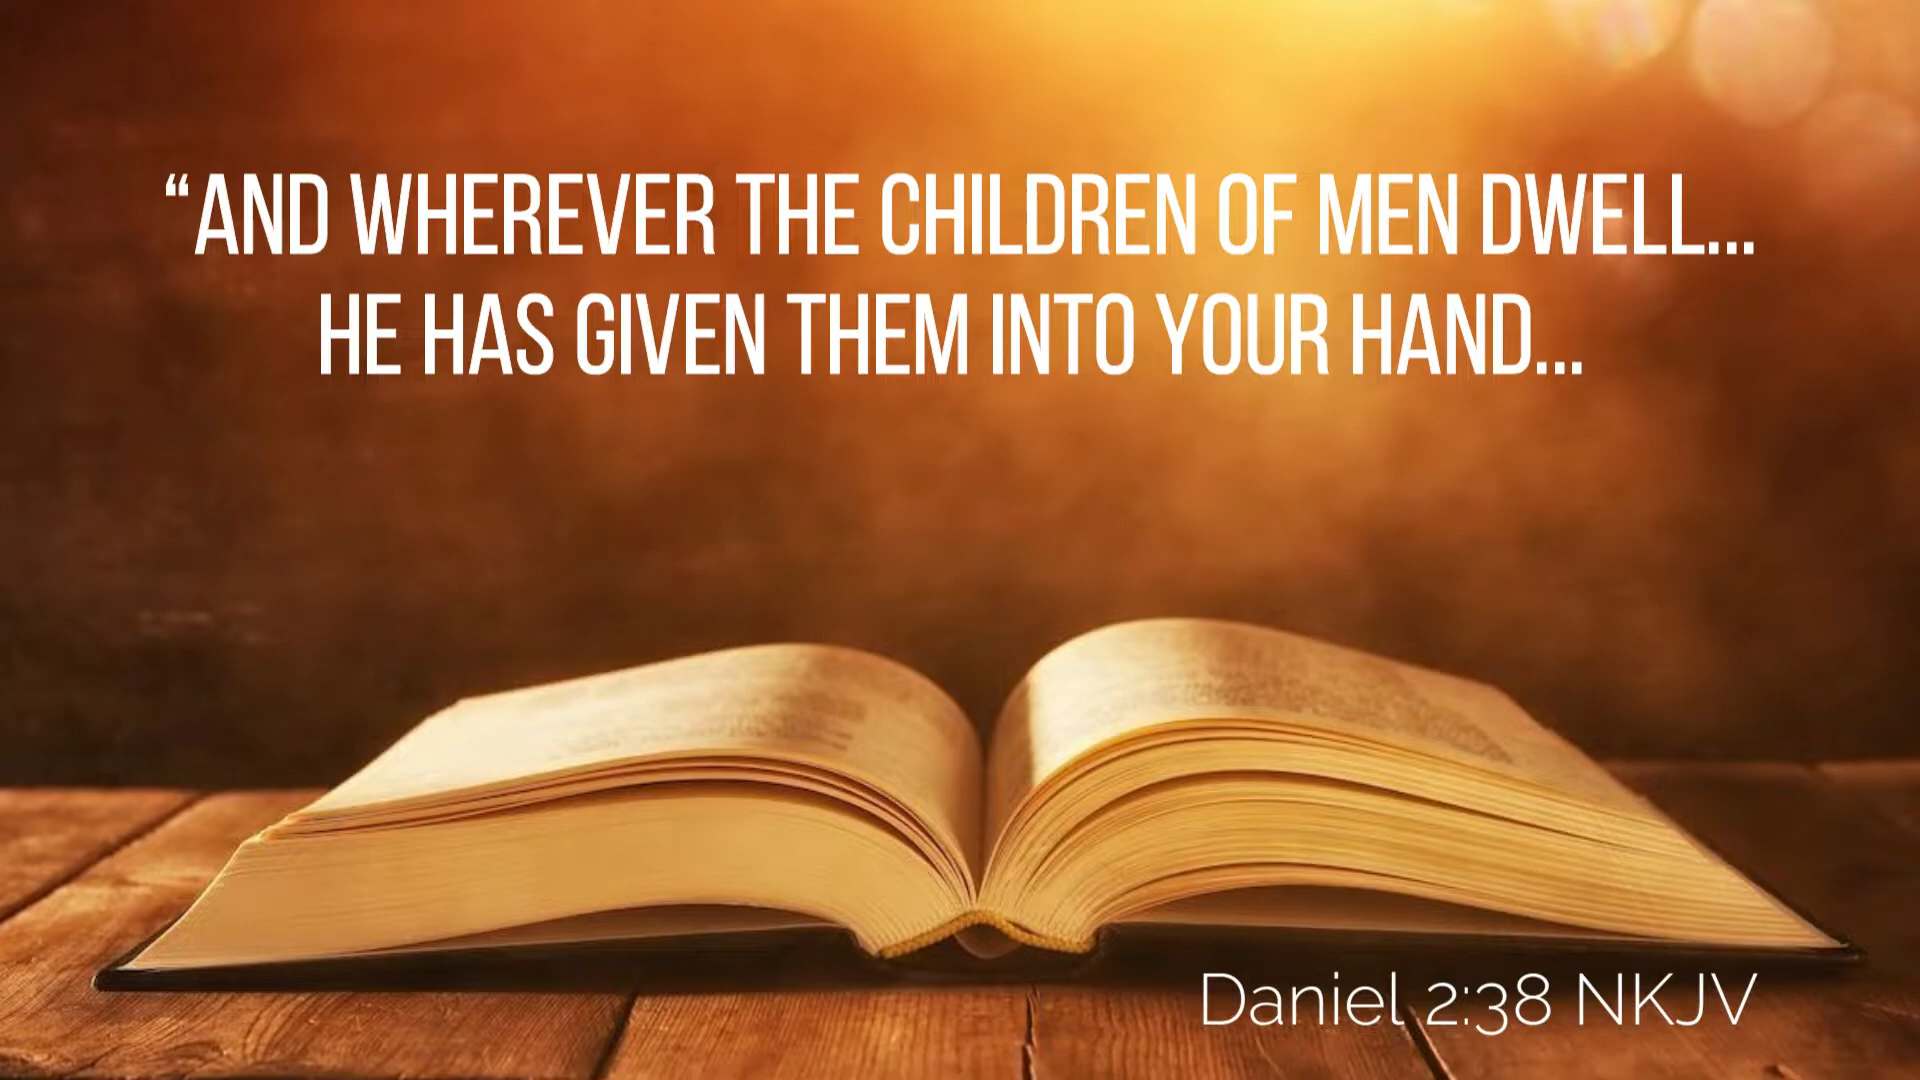 “AND WHEREVER THE CHILDREN OF MEN DWELL...
HE HAS GIVEN THEM INTO YOUR HAND...
Daniel 2:38 NKJV